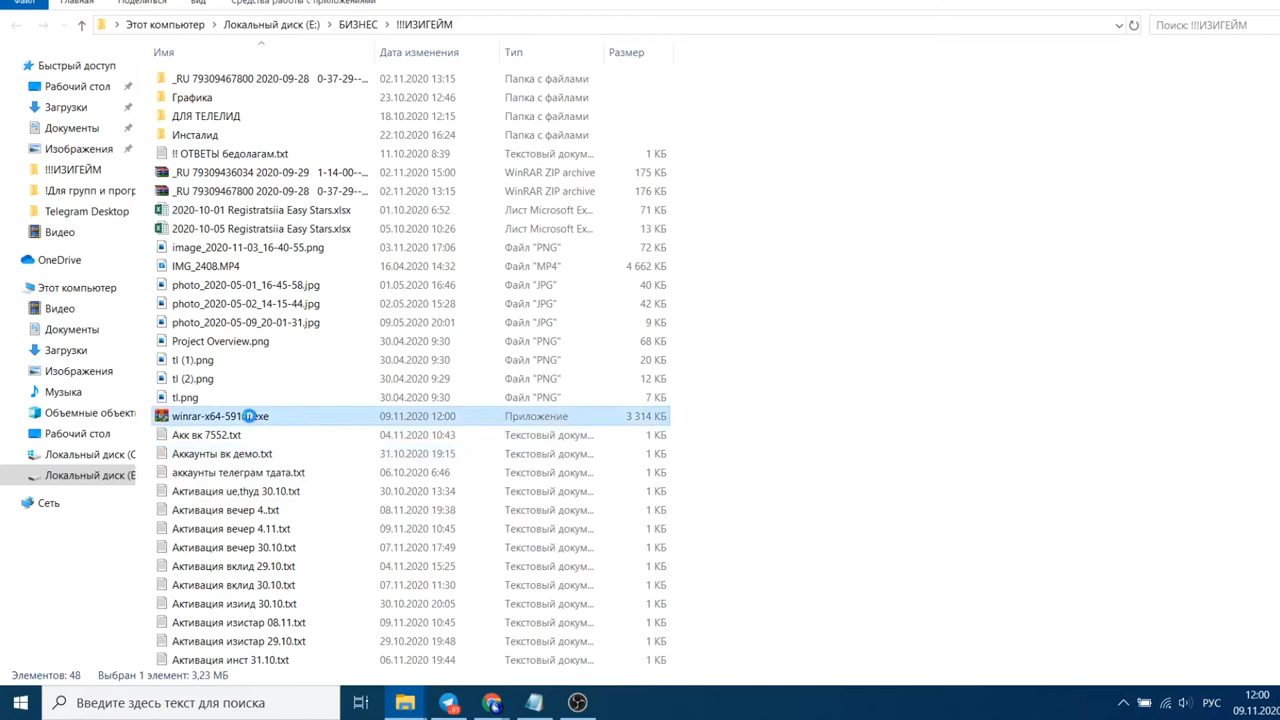 Файл Главная Поделиться Вид Средства работы с приложениями
Этот компьютер > Локальный диск (E:) > БИЗНЕС > !!!ИЗИГЕЙМ
Поиск: !!!ИЗИГЕЙМ
Имя Дата изменения Тип Размер
Быстрый доступ
Рабочий стол
Загрузки
Документы
Изображения
!!!ИЗИГЕЙМ
!Для групп и прогр
Telegram Desktop
Видео
OneDrive
Этот компьютер
Видео
Документы
Загрузки
Изображения
Музыка
Объемные объект
Рабочий стол
Локальный диск (C
Локальный диск (E
Сеть
_RU 79309467800 2020-09-28 0-37-29--... 02.11.2020 13:15 Папка с файлами
Графика 23.10.2020 12:46 Папка с файлами
ДЛЯ ТЕЛЕЛИД 18.10.2020 12:15 Папка с файлами
Инсталид 22.10.2020 16:24 Папка с файлами
!! ОТВЕТЫ бедолагам.txt 11.10.2020 8:39 Текстовый докум... 1 КБ
_RU 79309436034 2020-09-29 1-14-00--... 02.11.2020 15:00 WinRAR ZIP archive 175 КБ
_RU 79309467800 2020-09-28 0-37-29--... 02.11.2020 13:15 WinRAR ZIP archive 176 КБ
2020-10-01 Registratsiia Easy Stars.xlsx 01.10.2020 6:52 Лист Microsoft Ex... 71 КБ
2020-10-05 Registratsiia Easy Stars.xlsx 05.10.2020 10:26 Лист Microsoft Ex... 13 КБ
image_2020-11-03_16-40-55.png 03.11.2020 17:06 Файл "PNG" 72 КБ
IMG_2408.MP4 16.04.2020 14:32 Файл "MP4" 4 662 КБ
photo_2020-05-01_16-45-58.jpg 01.05.2020 16:46 Файл "JPG" 40 КБ
photo_2020-05-02_14-15-44.jpg 02.05.2020 15:28 Файл "JPG" 42 КБ
photo_2020-05-09_20-01-31.jpg 09.05.2020 20:01 Файл "JPG" 9 КБ
Project Overview.png 30.04.2020 9:30 Файл "PNG" 68 КБ
tl (1).png 30.04.2020 9:30 Файл "PNG" 20 КБ
tl (2).png 30.04.2020 9:29 Файл "PNG" 38 КБ
tl.png 30.04.2020 9:30 Файл "PNG" 7 КБ
09.11.2020 12:00 Приложение 3 314 КБ
Акк вк 7552.txt 04.11.2020 10:43 Текстовый докум... 1 КБ
Аккаунты вк демо.txt 31.10.2020 19:15 Текстовый докум... 1 КБ
аккаунты телеграм тдата.txt 06.10.2020 6:46 Текстовый докум... 1 КБ
Активация ue,thyд 30.10.txt 30.10.2020 13:34 Текстовый докум... 1 КБ
Активация вечер 4..txt 08.11.2020 19:38 Текстовый докум... 1 КБ
Активация вечер 4.11.txt 09.11.2020 10:45 Текстовый докум... 1 КБ
Активация вечер 30.10.txt 07.11.2020 17:49 Текстовый докум... 1 КБ
Активация вклид 29.10.txt 04.11.2020 15:25 Текстовый докум... 1 КБ
Активация вклид 30.10.txt 07.11.2020 11:30 Текстовый докум... 1 КБ
Активация изиид 30.10.txt 30.10.2020 20:05 Текстовый докум... 1 КБ
Активация изистар 08.11.txt 09.11.2020 10:45 Текстовый докум... 1 КБ
Активация изистар 29.10.txt 29.10.2020 19:48 Текстовый докум... 1 КБ
Активация инст 31.10.txt 06.11.2020 19:44 Текстовый докум... 1 КБ
Элементов: 48 Выбран 1 элемент: 3,23 МБ
Введите здесь текст для поиска
РУС
12:00
09.11.2020